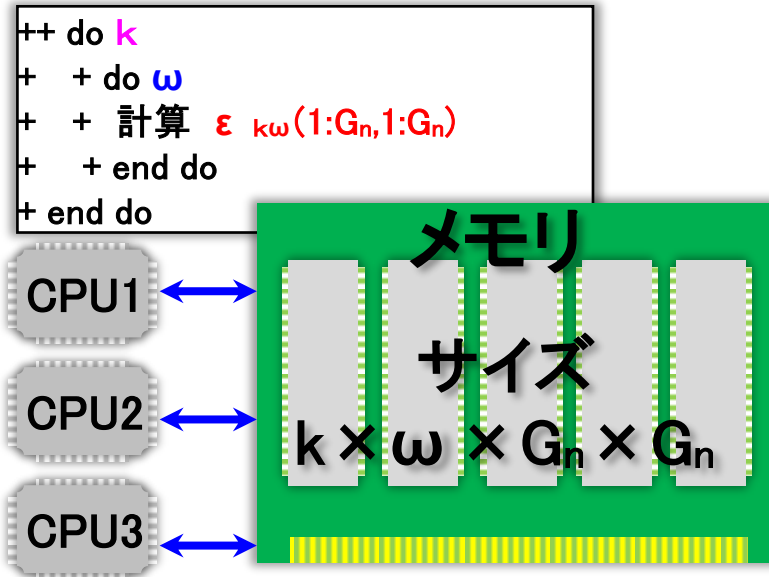 ++ do k
+ + do ω
+ + 計算 ε kω(1:Gn,1:Gn)
+ + end do
+ end do
メモリ
サイズ
k×ω×Gn×Gn
CPU1
CPU2
CPU3